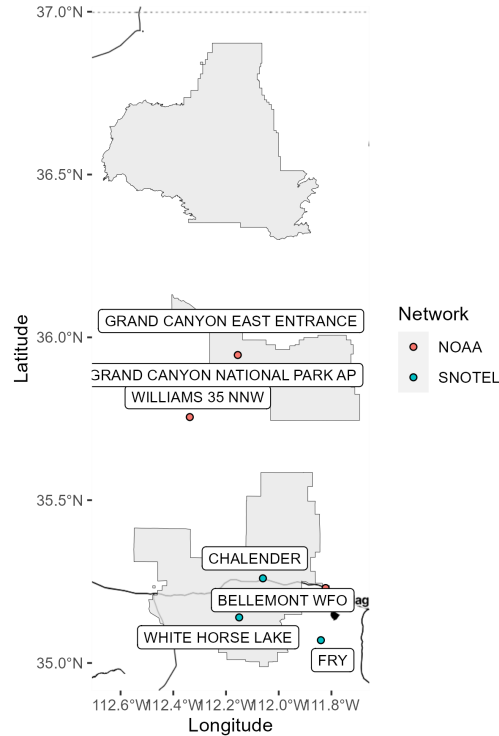 37.0°N
36.5°N
GRAND CANYON EAST ENTRANCE
36.0°N
GRAND CANYON NATIONAL PARK AP
WILLIAMS 35 NNW
35.5°N
CHALENDER
BELLEMONT WFO
ag
WHITE HORSE LAKE
FRY
35.0°N
112.6°W 112.4°W 112.2°W 112.0°W 111.8°W
Longitude
Latitude
Network
NOAA
SNOTEL